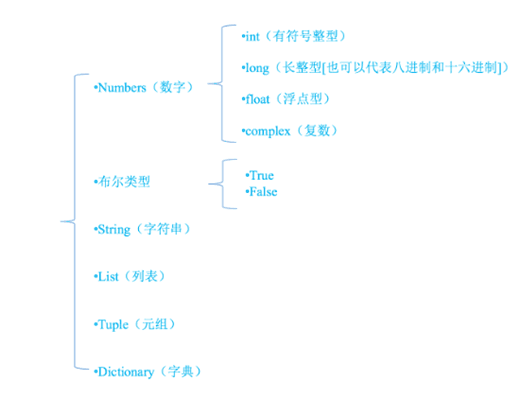 •int（有符号整型）
•long（长整型[也可以代表八进制和十六进制]）
•Numbers（数字）
•float（浮点型）
•complex（复数）
•布尔类型
•True
•False
•String（字符串）
•List（列表）
•Tuple（元组）
•Dictionary（字典）